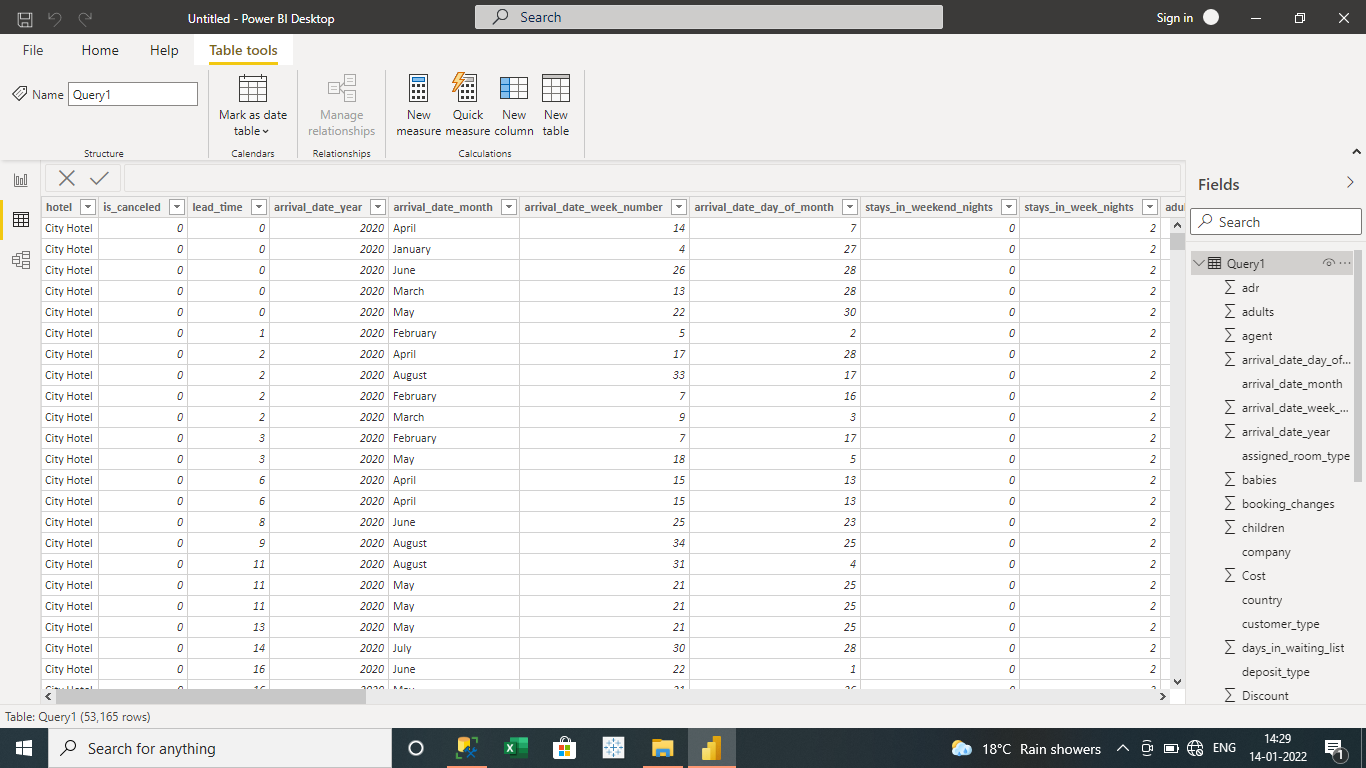 Untitled - Power BI Desktop
Search
Sign in
File Home Help Table tools
Name Query1
Mark as date table
Manage relationships
New measure
Quick measure
New column
New table
Structure Calendars Relationships Calculations
hotel is_canceled lead_time arrival_date_year arrival_date_month arrival_date_week_number arrival_date_day_of_month stays_in_weekend_nights stays_in_week_nights adul
City Hotel 0 0 2020 April 14 7 0 2
City Hotel 0 0 2020 January 4 27 0 2
City Hotel 0 0 2020 June 26 28 0 2
City Hotel 0 0 2020 March 13 28 0 2
City Hotel 0 0 2020 May 22 30 0 2
City Hotel 0 1 2020 February 5 2 0 2
City Hotel 0 2 2020 April 17 28 0 2
City Hotel 0 2 2020 August 33 17 0 2
City Hotel 0 2 2020 February 7 16 0 2
City Hotel 0 2 2020 March 9 3 0 2
City Hotel 0 3 2020 February 7 17 0 2
City Hotel 0 3 2020 May 18 5 0 2
City Hotel 0 6 2020 April 15 13 0 2
City Hotel 0 6 2020 April 15 13 0 2
City Hotel 0 8 2020 June 25 23 0 2
City Hotel 0 9 2020 August 34 25 0 2
City Hotel 0 11 2020 August 31 4 0 2
City Hotel 0 11 2020 May 21 25 0 2
City Hotel 0 11 2020 May 21 25 0 2
City Hotel 0 13 2020 May 21 25 0 2
City Hotel 0 14 2020 July 30 28 0 2
City Hotel 0 16 2020 June 22 1 0 2
Fields
Search
Query1
adr
adults
agent
arrival_date_day_of...
arrival_date_month
arrival_date_week_...
arrival_date_year
assigned_room_type
babies
booking_changes
children
company
Cost
country
customer_type
days_in_waiting_list
deposit_type
Discount
Table: Query1 (53,165 rows)
Search for anything
18°C Rain showers
ENG
14:29
14-01-2022
1